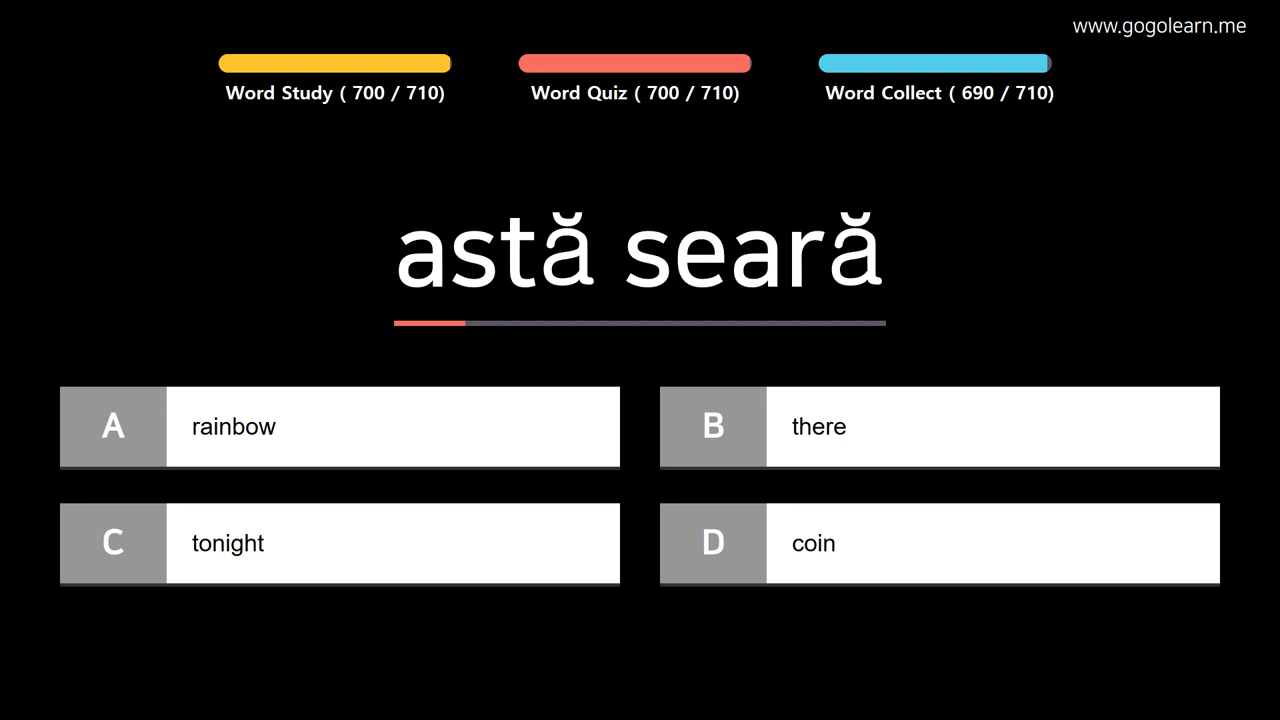 www.gogolearn.me
Word Study ( 700 / 710)
Word Quiz ( 700 / 710)
Word Collect ( 690 / 710)
astă seară
A
rainbow
B
there
C
tonight
D
coin